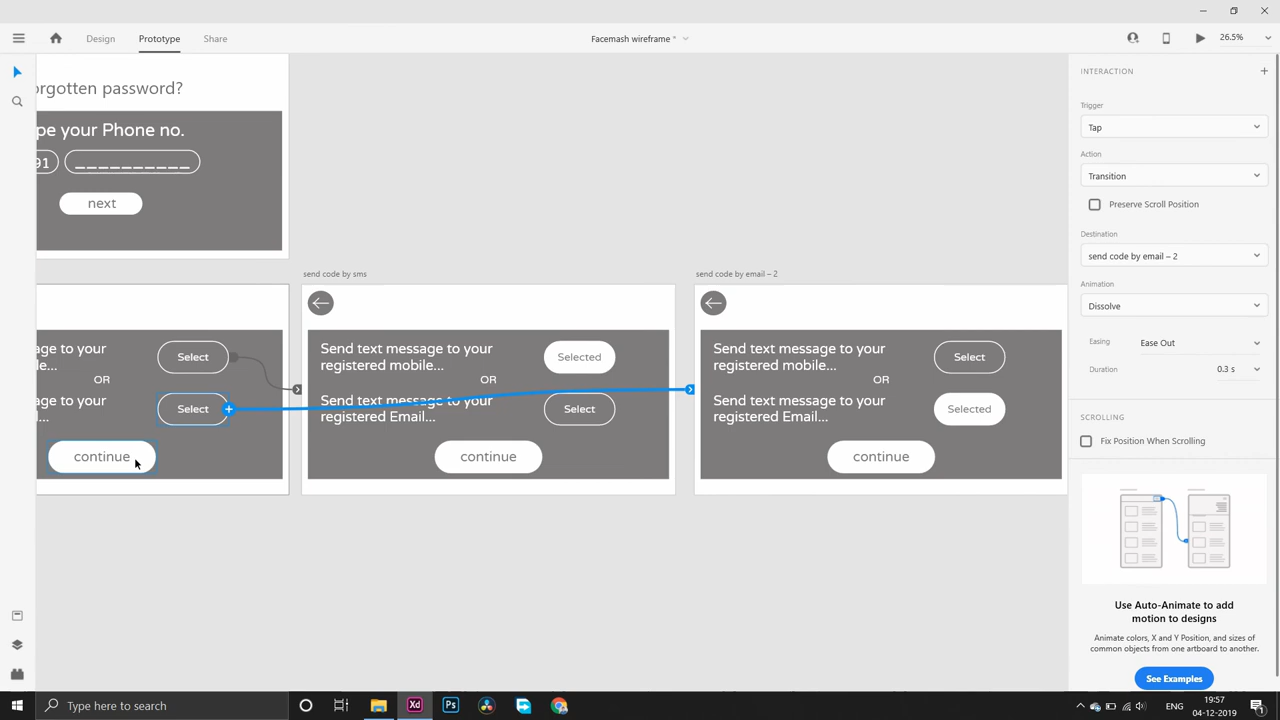 Design
Prototype
Share
Facemash wireframe *
26.5%
orgotten password?
pe your Phone no.
91
__________
next
send code by sms
send code by email – 2
age to your
le...
OR
age to your
l...
Select
Select
continue
Send text message to your
registered mobile...
OR
Send text message to your
registered Email...
Selected
Select
continue
Send text message to your
registered mobile...
OR
Send text message to your
registered Email...
Select
Selected
continue
INTERACTION
Trigger
Tap
Action
Transition
Preserve Scroll Position
Destination
send code by email – 2
Animation
Dissolve
Easing
Ease Out
Duration
0.3 s
SCROLLING
Fix Position When Scrolling
Use Auto-Animate to add
motion to designs
Animate colors, X and Y Position, and sizes of
common objects from one artboard to another.
See Examples
Type here to search
Xd
Ps
ENG
19:57
04-12-2019
1